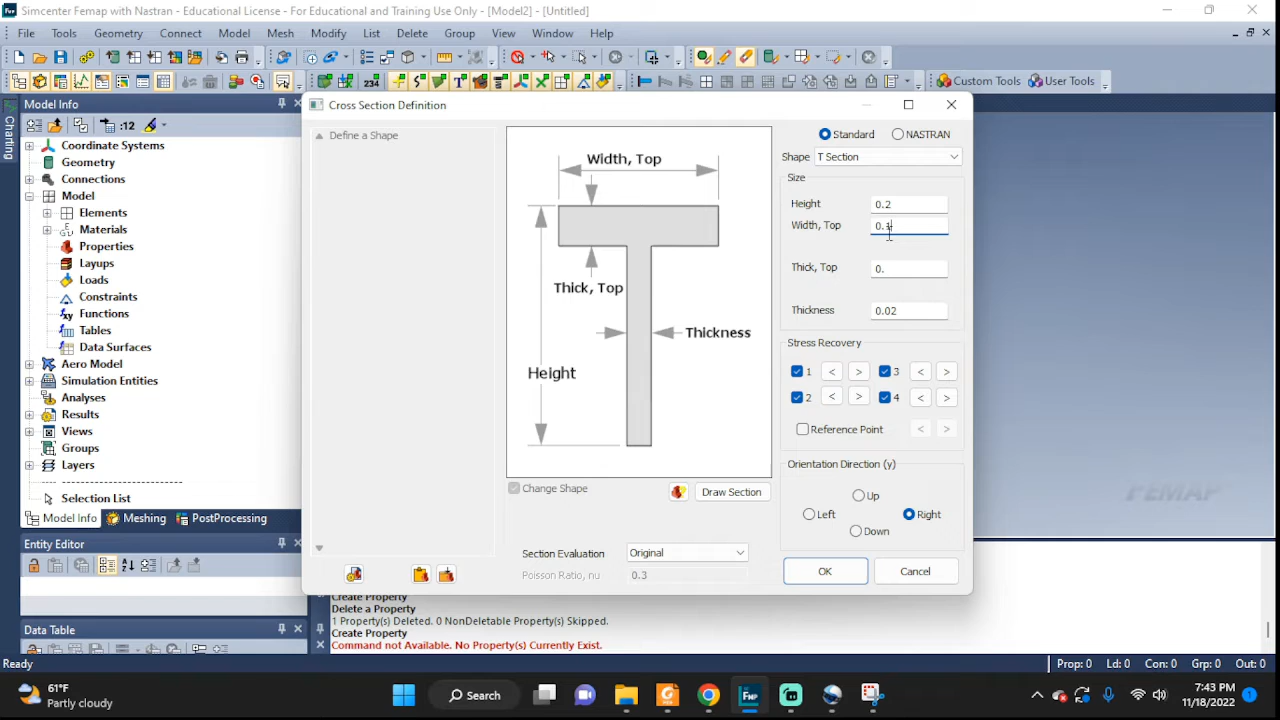 Simcenter Femap with Nastran - Educational License - For Educational and Training Use Only - [Model2] - [Untitled]
File Tools Geometry Connect Model Mesh Modify List Delete Group View Window Help
234
Custom Tools User Tools
Charting
Model Info
:12
Coordinate Systems
Geometry
Connections
Model
Elements
Materials
Properties
Layups
Loads
Constraints
Functions
Tables
Data Surfaces
Aero Model
Simulation Entities
Analyses
Results
Views
Groups
Layers
Selection List
Model Info Meshing PostProcessing
Entity Editor
Data Table
Cross Section Definition
Define a Shape
Width, Top
Thick, Top
Thickness
Height
Change Shape
Draw Section
Section Evaluation Original
Poisson Ratio, nu 0.3
Standard NASTRAN
Shape T Section
Size
Height 0.2
Width, Top 0.1
Thick, Top 0.
Thickness 0.02
Stress Recovery
1 < > 3 < >
2 < > 4 < >
Reference Point < >
Orientation Direction (y)
Up
Left Right
Down
OK Cancel
FEMAP
Create Property
Delete a Property
1 Property(s) Deleted. 0 NonDeletable Property(s) Skipped.
Create Property
Command not Available. No Property(s) Currently Exist.
Ready Prop: 0 Ld: 0 Con: 0 Grp: 0 Out: 0
61°F
Partly cloudy
Search
FMP
7:43 PM
11/18/2022
1